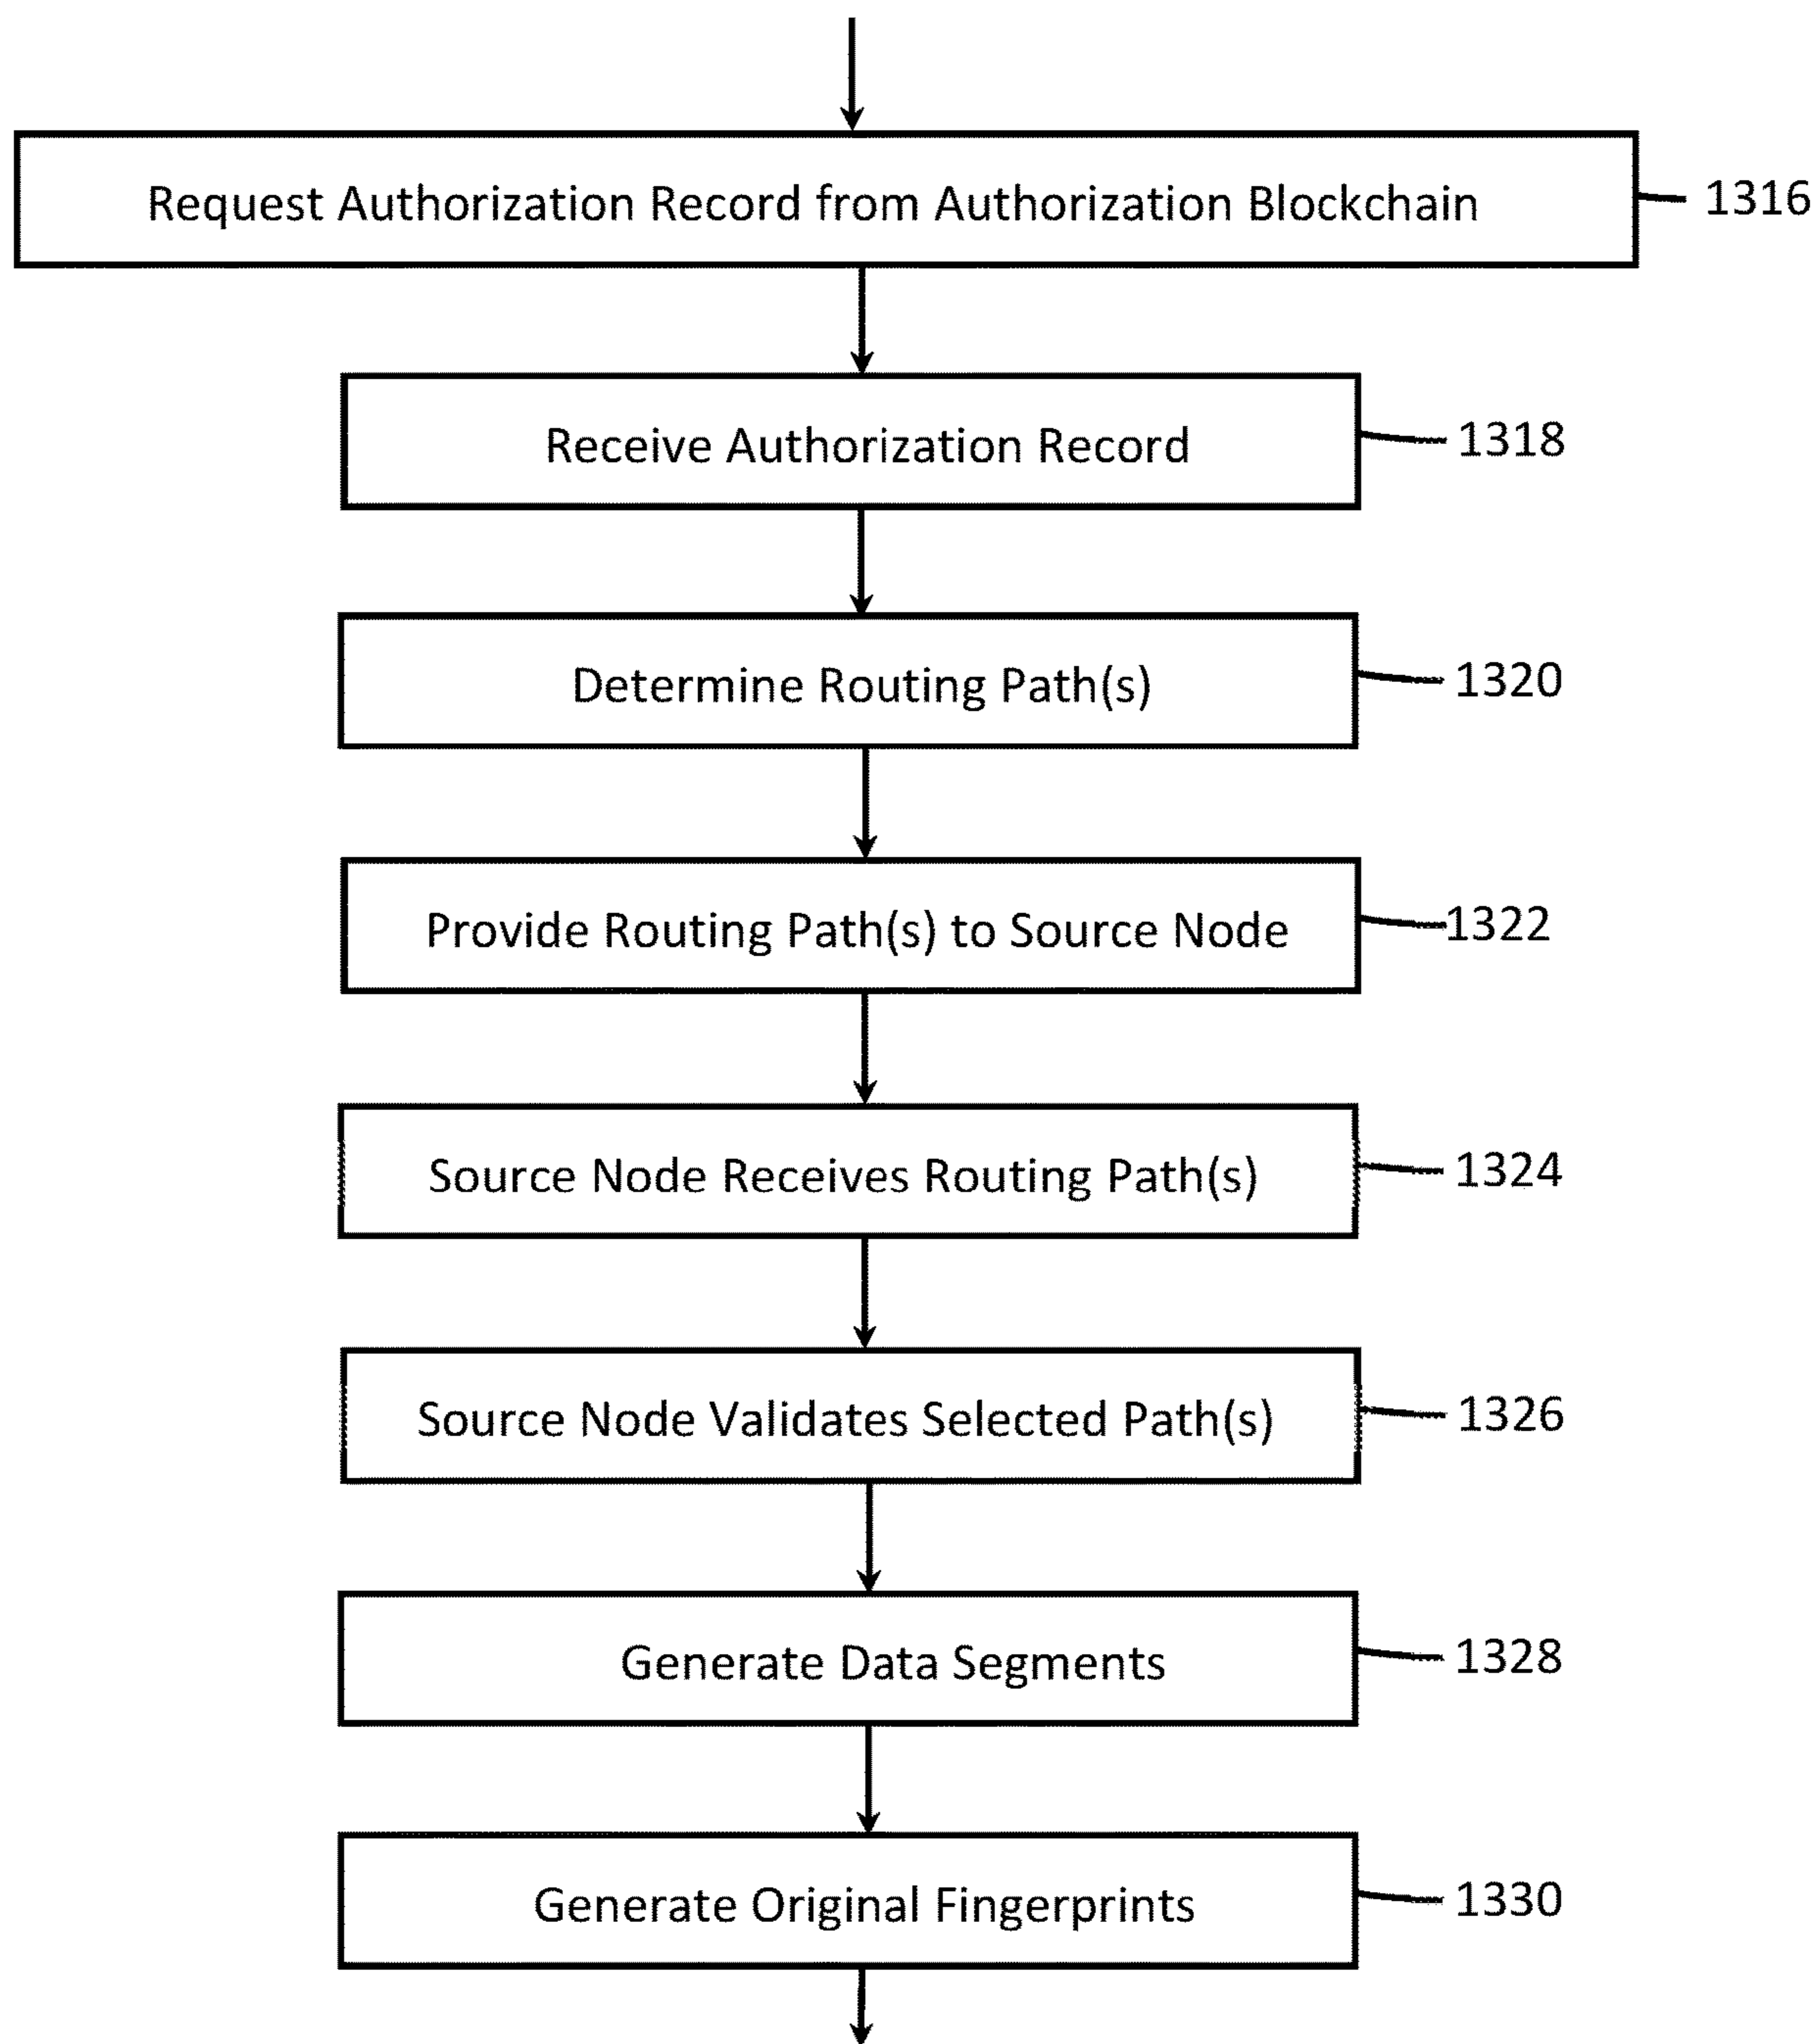 Request Authorization Record from Authorization Blockchain 1316
Receive Authorization Record 1318
Determine Routing Path(s) 1320
Provide Routing Path(s) to Source Node 1322
Source Node Receives Routing Path(s) 1324
Source Node Validates Selected Path(s) 1326
Generate Data Segments 1328
Generate Original Fingerprints 1330